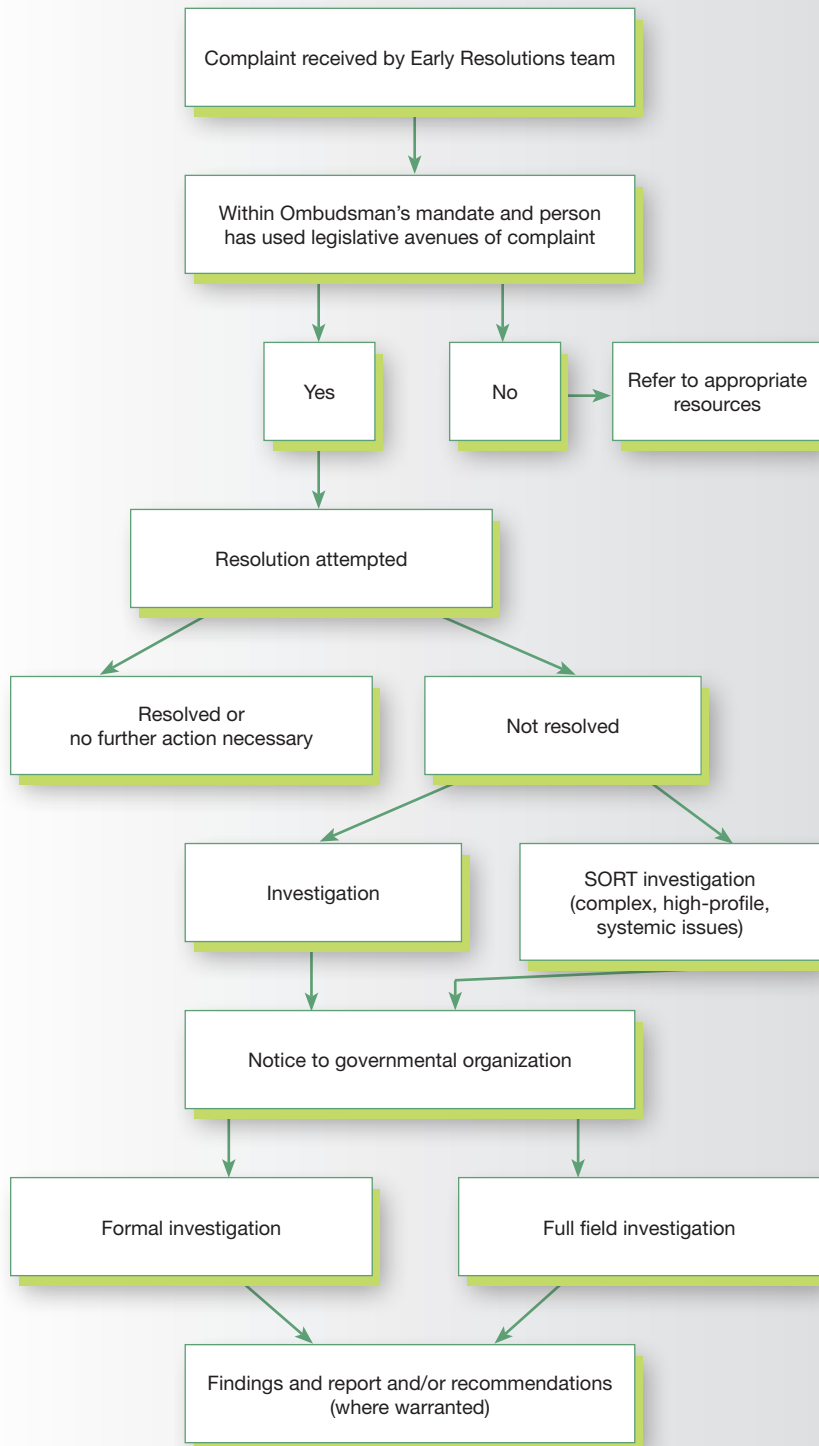 Complaint received by Early Resolutions team
Within Ombudsman’s mandate and person
has used legislative avenues of complaint
Yes
No
Refer to appropriate
resources
Resolution attempted
Resolved or
no further action necessary
Not resolved
Investigation
SORT investigation
(complex, high-profile,
systemic issues)
Notice to governmental organization
Formal investigation
Full field investigation
Findings and report and/or recommendations
(where warranted)